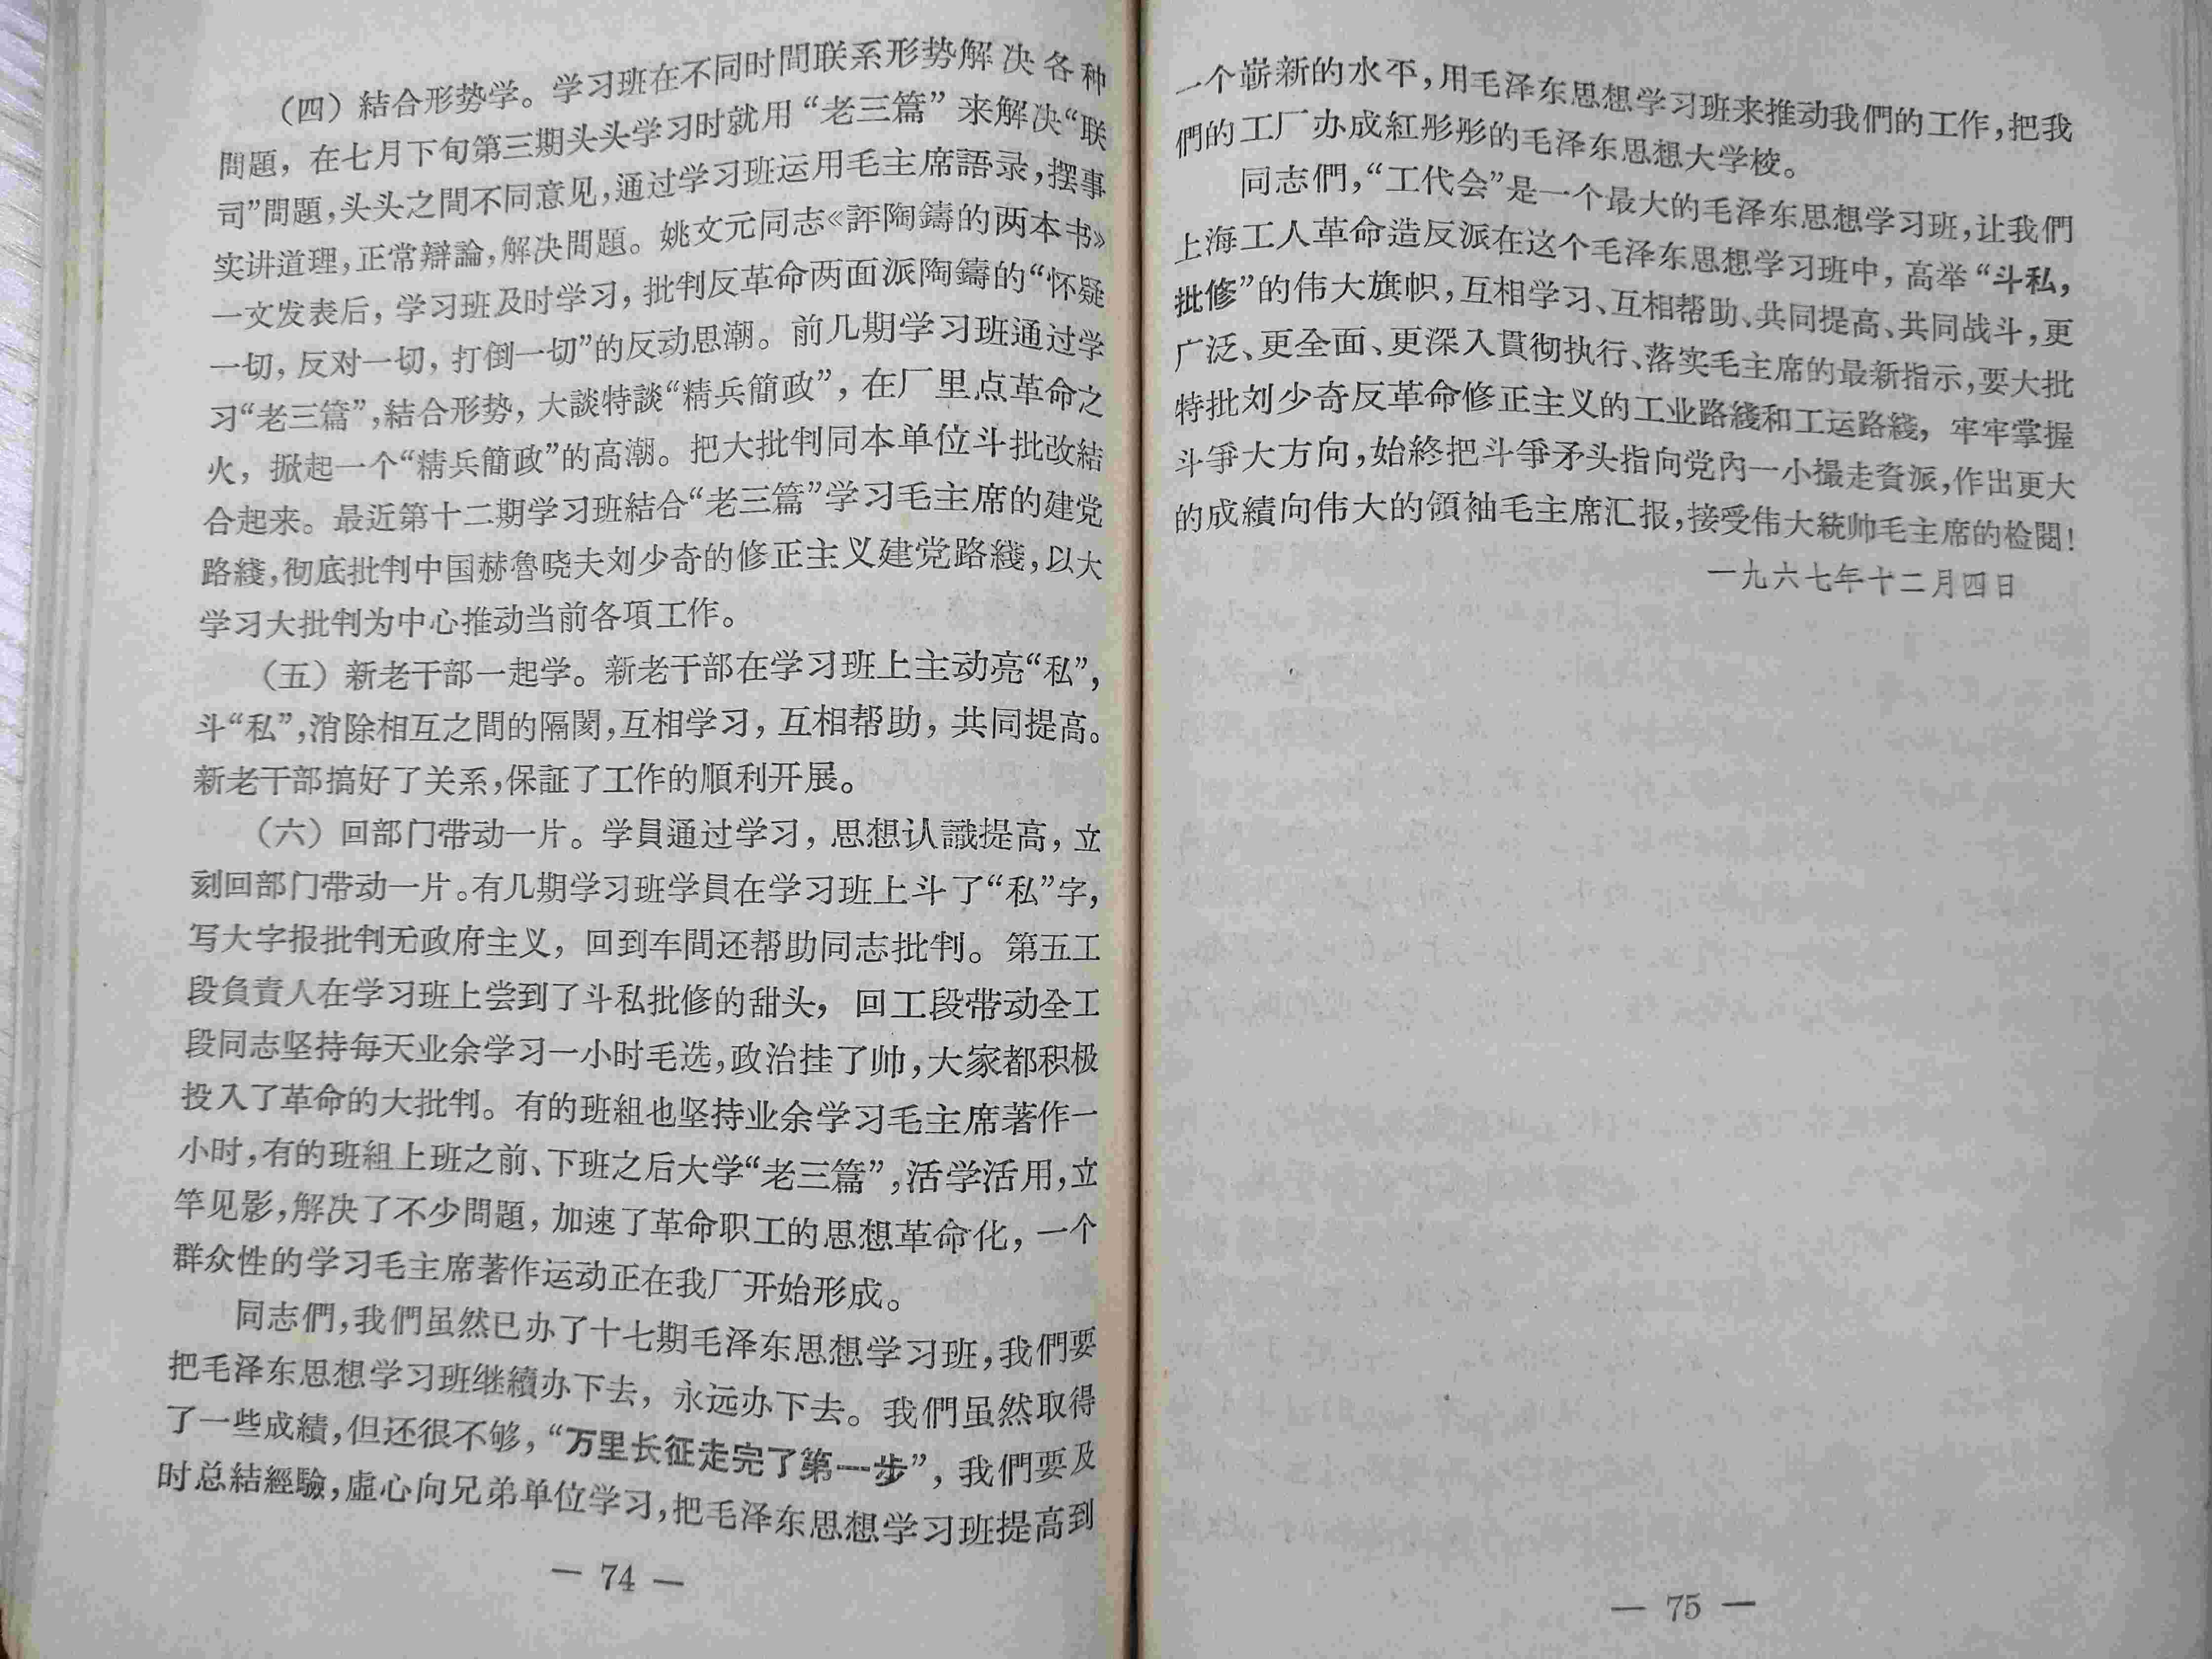 （四）結合形势学。学习班在不同时間联系形势解决各种
問題，在七月下旬第三期头头学习时就用“老三篇”来解决“联
司”問題，头头之間不同意见，通过学习班运用毛主席語录，摆事
实讲道理，正常辯論，解决問題。姚文元同志《評陶鑄的两本书》
一文发表后，学习班及时学习，批判反革命两面派陶鑄的“怀疑
一切，反对一切，打倒一切”的反动思潮。前几期学习班通过学
习“老三篇”，結合形势，大談特談“精兵簡政”，在厂里点革命之
火，掀起一个“精兵簡政”的高潮。把大批判同本单位斗批改結
合起来。最近第十二期学习班結合“老三篇”学习毛主席的建党
路綫，彻底批判中国赫魯晓夫刘少奇的修正主义建党路綫，以大
学习大批判为中心推动当前各項工作。
（五）新老干部一起学。新老干部在学习班上主动亮“私”，
斗“私”，消除相互之間的隔閡，互相学习，互相帮助，共同提高。
新老干部搞好了关系，保証了工作的順利开展。
（六）回部门带动一片。学員通过学习，思想认識提高，立
刻回部门带动一片。有几期学习班学員在学习班上斗了“私”字，
写大字报批判无政府主义，回到车間还帮助同志批判。第五工
段負責人在学习班上尝到了斗私批修的甜头，回工段带动全工
段同志坚持每天业余学习一小时毛选，政治挂了帅，大家都积极
投入了革命的大批判。有的班組也坚持业余学习毛主席著作一
小时，有的班組上班之前、下班之后大学“老三篇”，活学活用，立
竿见影，解决了不少問題，加速了革命职工的思想革命化，一个
群众性的学习毛主席著作运动正在我厂开始形成。
同志們，我們虽然已办了十七期毛泽东思想学习班，我們要
把毛泽东思想学习班继續办下去，永远办下去。我們虽然取得
了一些成績，但还很不够，“万里长征走完了第一步”，我們要及
时总結經驗，虛心向兄弟单位学习，把毛泽东思想学习班提高到
— 74 —
一个嶄新的水平，用毛泽东思想学习班来推动我們的工作，把我
們的工厂办成紅彤彤的毛泽东思想大学校。
同志們，“工代会”是一个最大的毛泽东思想学习班，让我們
上海工人革命造反派在这个毛泽东思想学习班中，高举“斗私，
批修”的伟大旗帜，互相学习、互相帮助、共同提高、共同战斗，更
广泛、更全面、更深入貫彻执行、落实毛主席的最新指示，要大批
特批刘少奇反革命修正主义的工业路綫和工运路綫，牢牢掌握
斗爭大方向，始終把斗爭矛头指向党內一小撮走資派，作出更大
的成績向伟大的領袖毛主席汇报，接受伟大統帅毛主席的检閱！
一九六七年十二月四日
— 75 —